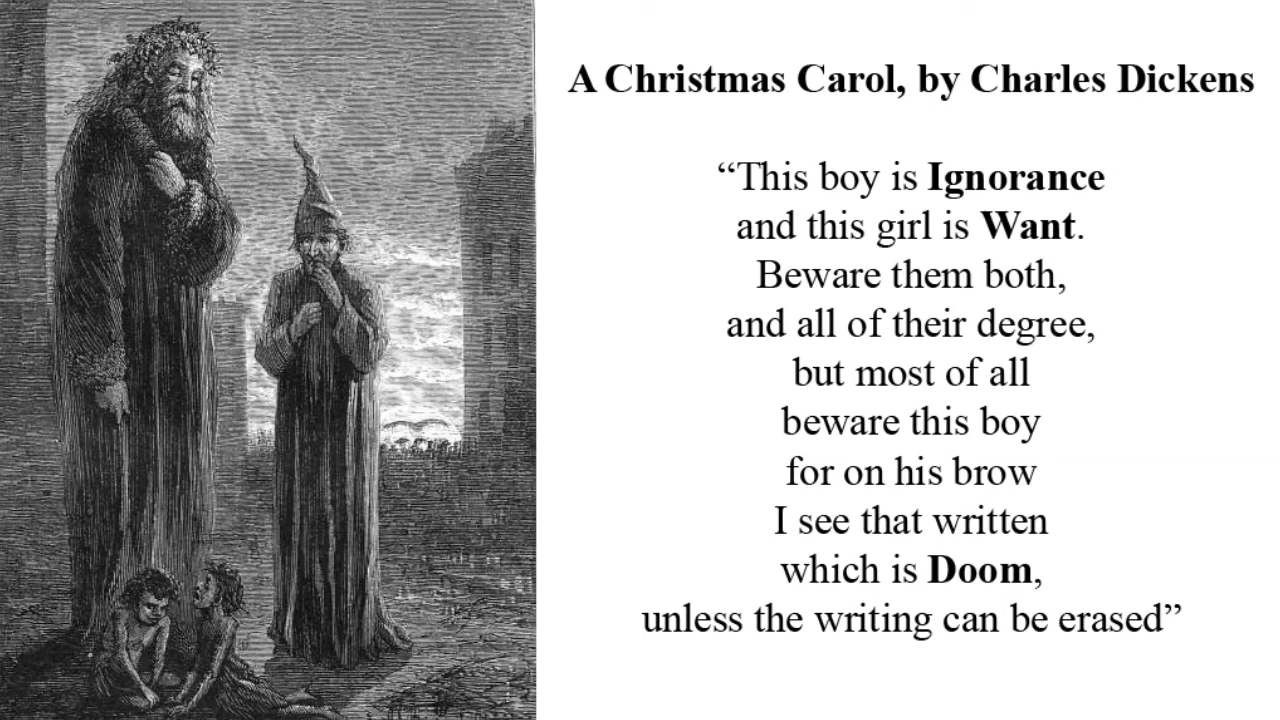 A Christmas Carol, by Charles Dickens
“This boy is Ignorance
and this girl is Want.
Beware them both,
and all of their degree,
but most of all
beware this boy
for on his brow
I see that written
which is Doom,
unless the writing can be erased”